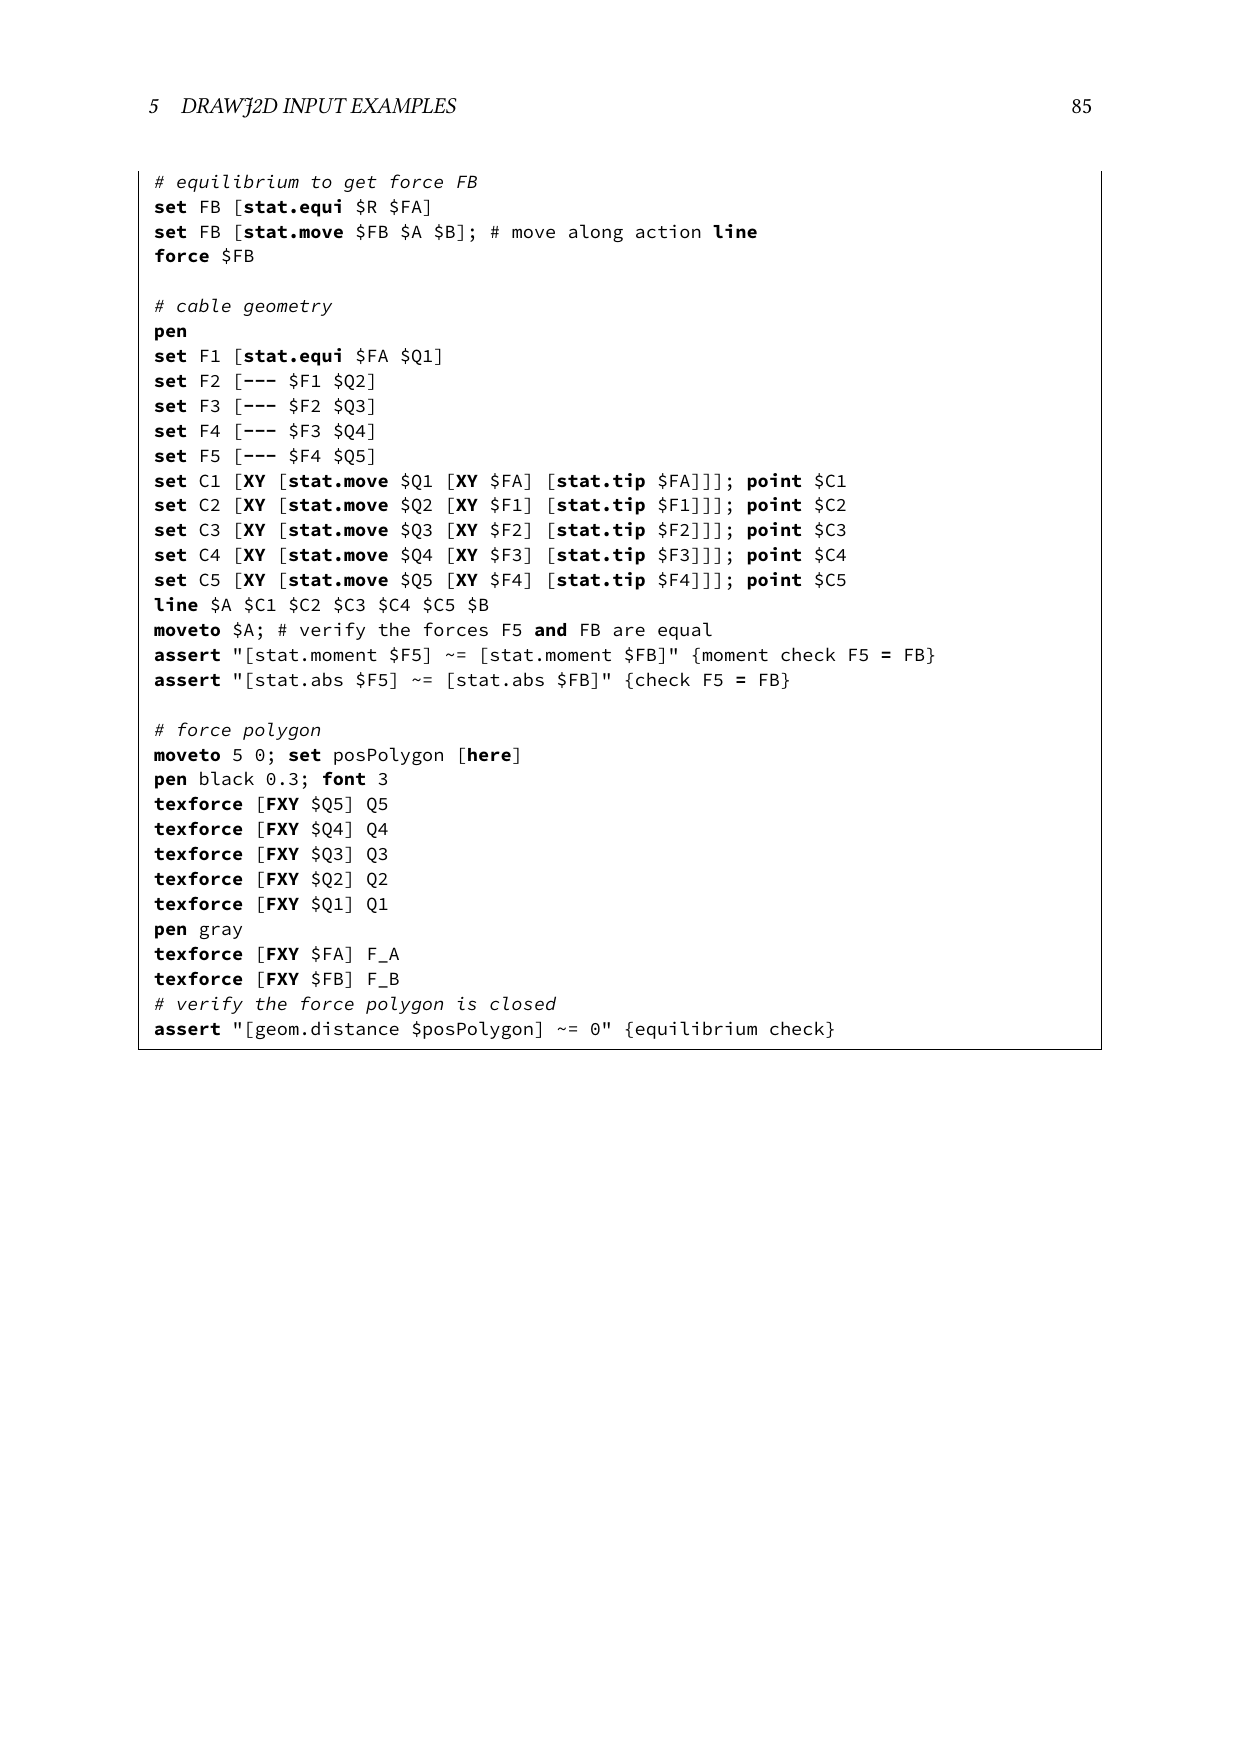 5 DRAWJ2D INPUT EXAMPLES 85
# equilibrium to get force FB
set FB [stat.equi $R $FA]
set FB [stat.move $FB $A $B]; # move along action line
force $FB
# cable geometry
pen
set F1 [stat.equi $FA $Q1]
set F2 [--- $F1 $Q2]
set F3 [--- $F2 $Q3]
set F4 [--- $F3 $Q4]
set F5 [--- $F4 $Q5]
set C1 [XY [stat.move $Q1 [XY $FA] [stat.tip $FA]]]; point $C1
set C2 [XY [stat.move $Q2 [XY $F1] [stat.tip $F1]]]; point $C2
set C3 [XY [stat.move $Q3 [XY $F2] [stat.tip $F2]]]; point $C3
set C4 [XY [stat.move $Q4 [XY $F3] [stat.tip $F3]]]; point $C4
set C5 [XY [stat.move $Q5 [XY $F4] [stat.tip $F4]]]; point $C5
line $A $C1 $C2 $C3 $C4 $C5 $B
moveto $A; # verify the forces F5 and FB are equal
assert "[stat.moment $F5] ~= [stat.moment $FB]" {moment check F5 = FB}
assert "[stat.abs $F5] ~= [stat.abs $FB]" {check F5 = FB}
# force polygon
moveto 5 0; set posPolygon [here]
pen black 0.3; font 3
texforce [FXY $Q5] Q5
texforce [FXY $Q4] Q4
texforce [FXY $Q3] Q3
texforce [FXY $Q2] Q2
texforce [FXY $Q1] Q1
pen gray
texforce [FXY $FA] F_A
texforce [FXY $FB] F_B
# verify the force polygon is closed
assert "[geom.distance $posPolygon] ~= 0" {equilibrium check}